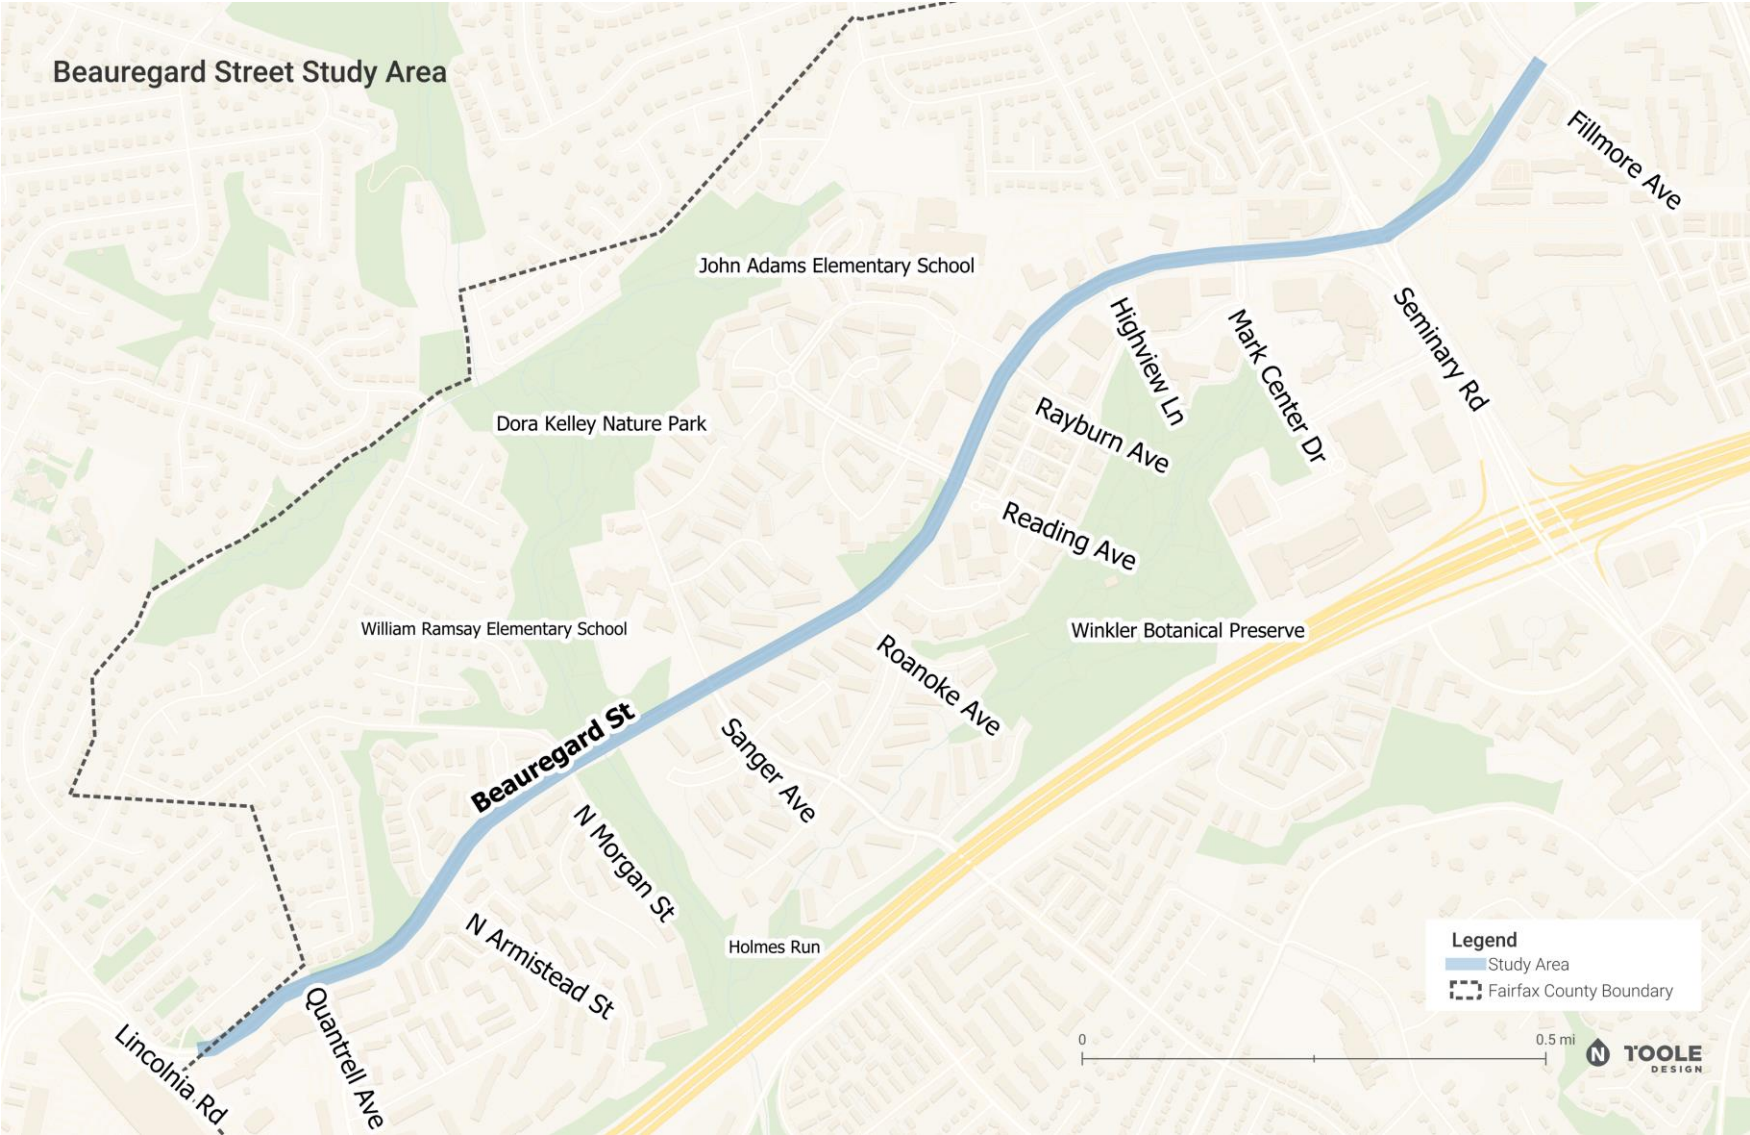 Beauregard Street Study Area
Fillmore Ave
John Adams Elementary School
Highview Ln
Mark Center Dr
Seminary Rd
Dora Kelley Nature Park
Rayburn Ave
Reading Ave
William Ramsay Elementary School
Winkler Botanical Preserve
Roanoke Ave
Beauregard St
Sanger Ave
N Morgan St
N Armistead St
Holmes Run
Quantrell Ave
Lincolnia Rd
Legend
Study Area
Fairfax County Boundary
0
0.5 mi
N
TOOLE
DESIGN